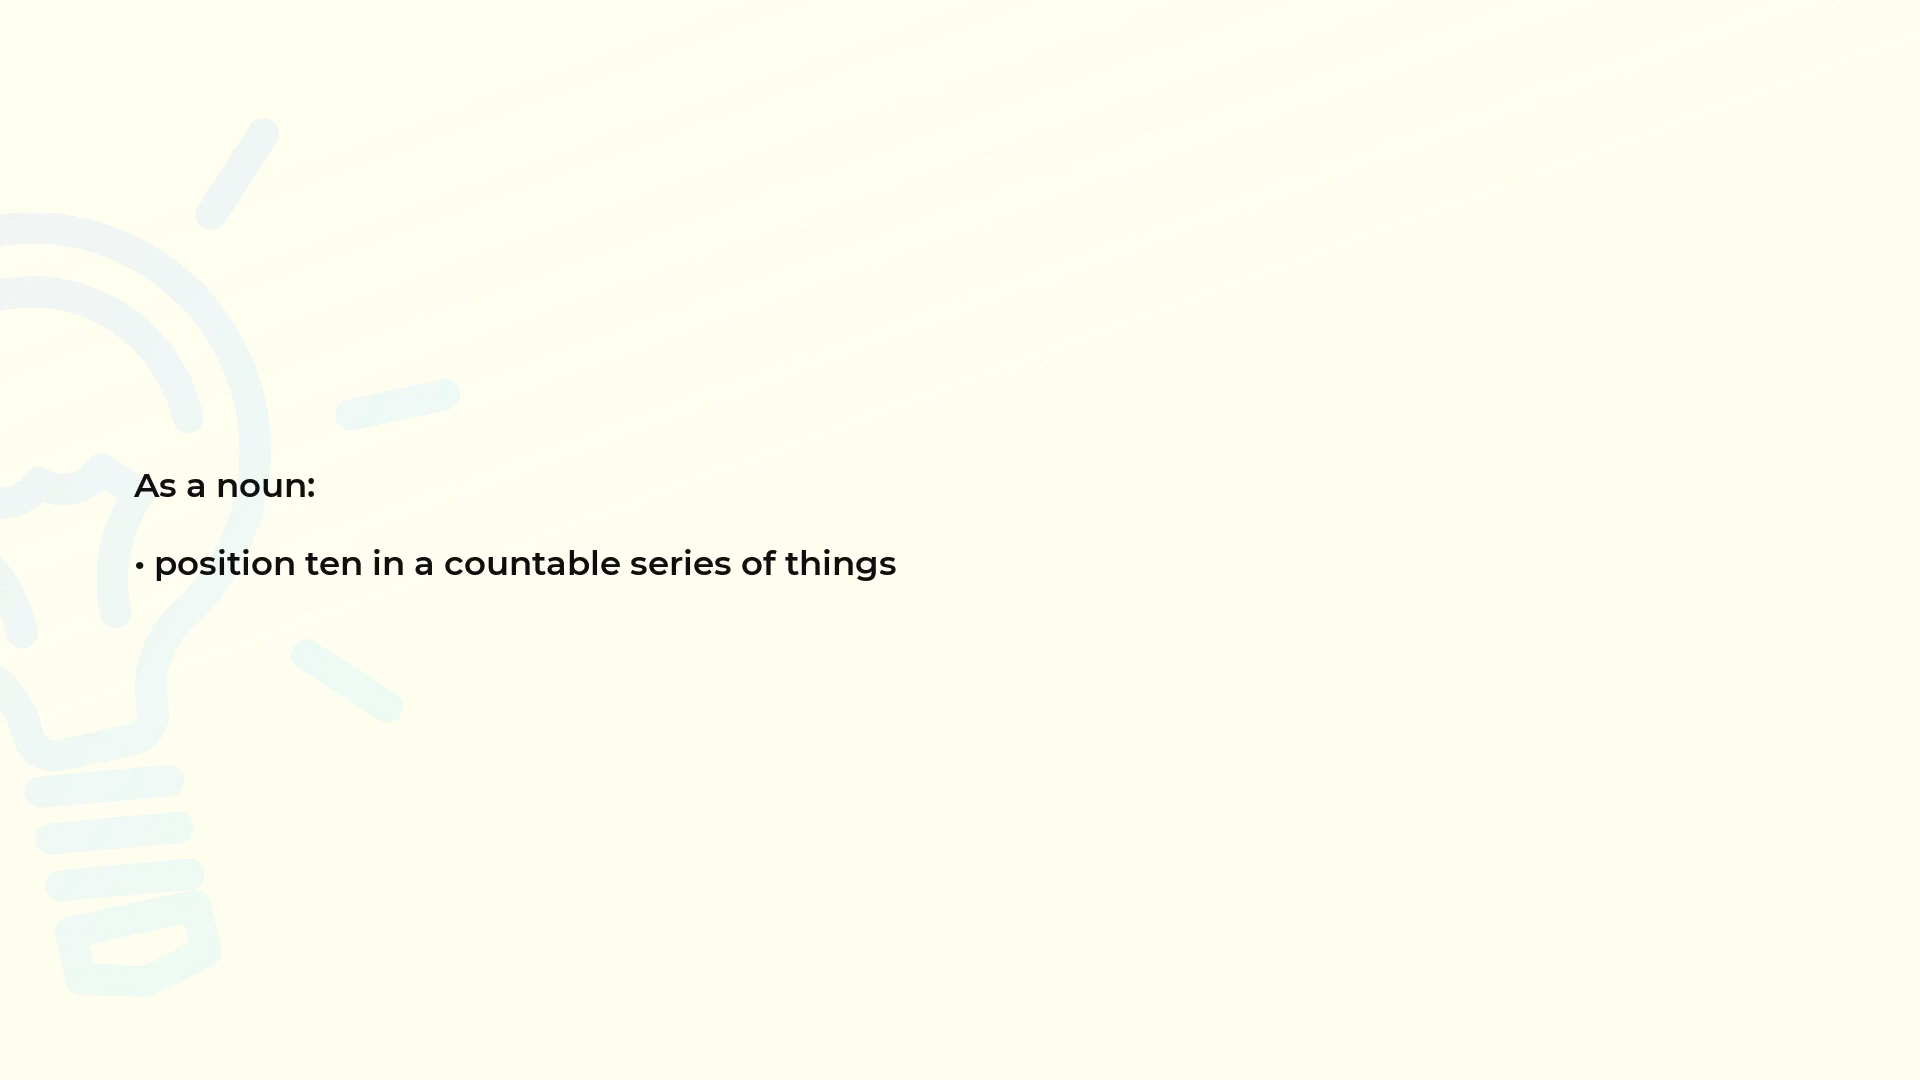 As a noun:
• position ten in a countable series of things